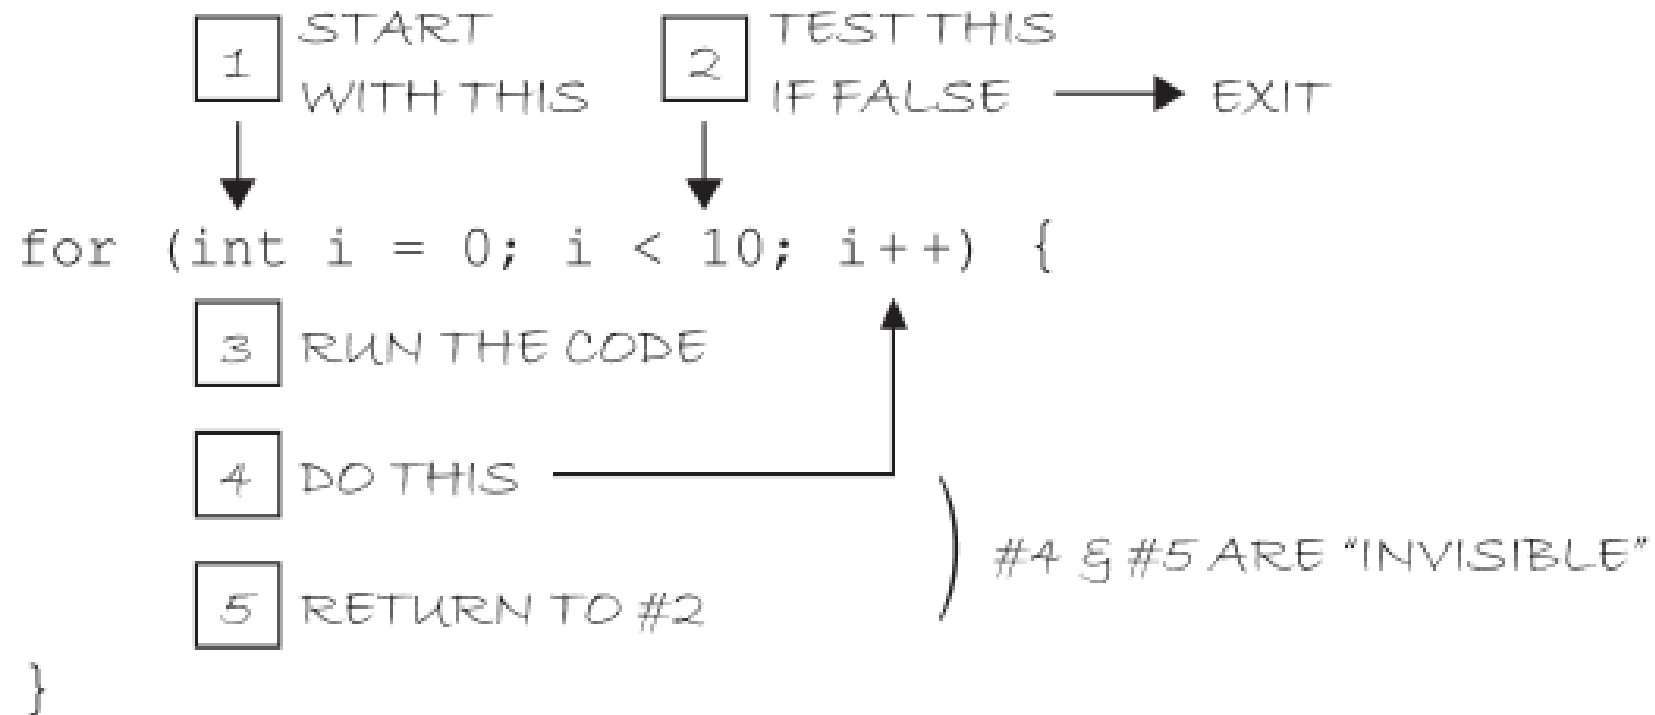 1 START
WITH THIS
2 TEST THIS
IF FALSE → EXIT
for (int i = 0; i < 10; i++) {
3 RUN THE CODE
4 DO THIS
#4 & #5 ARE “INVISIBLE”
5 RETURN TO #2
}